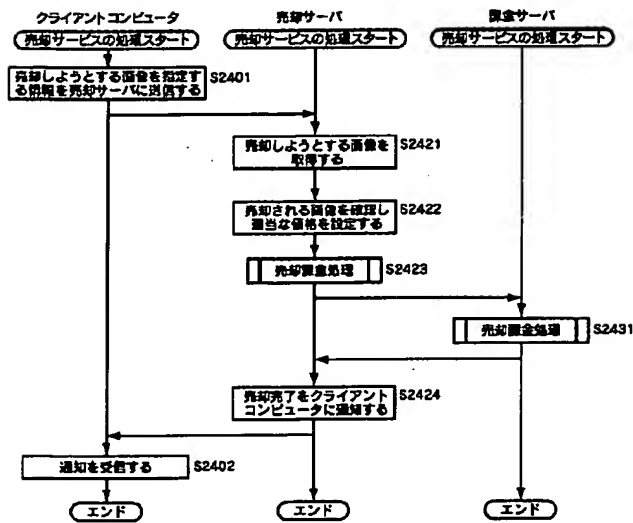 クライアントコンピュータ
売却サーバ
課金サーバ
売却サービスの処理スタート
売却サービスの処理スタート
売却サービスの処理スタート
売却しようとする画像を指定す
る情報を売却サーバに送信する
S2401
売却しようとする画像を
取得する
S2421
売却される画像を確認し
適当な価格を設定する
S2422
売却課金処理
S2423
売却課金処理
S2431
売却完了をクライアント
コンピュータに通知する
S2424
通知を受信する
S2402
エンド
エンド
エンド